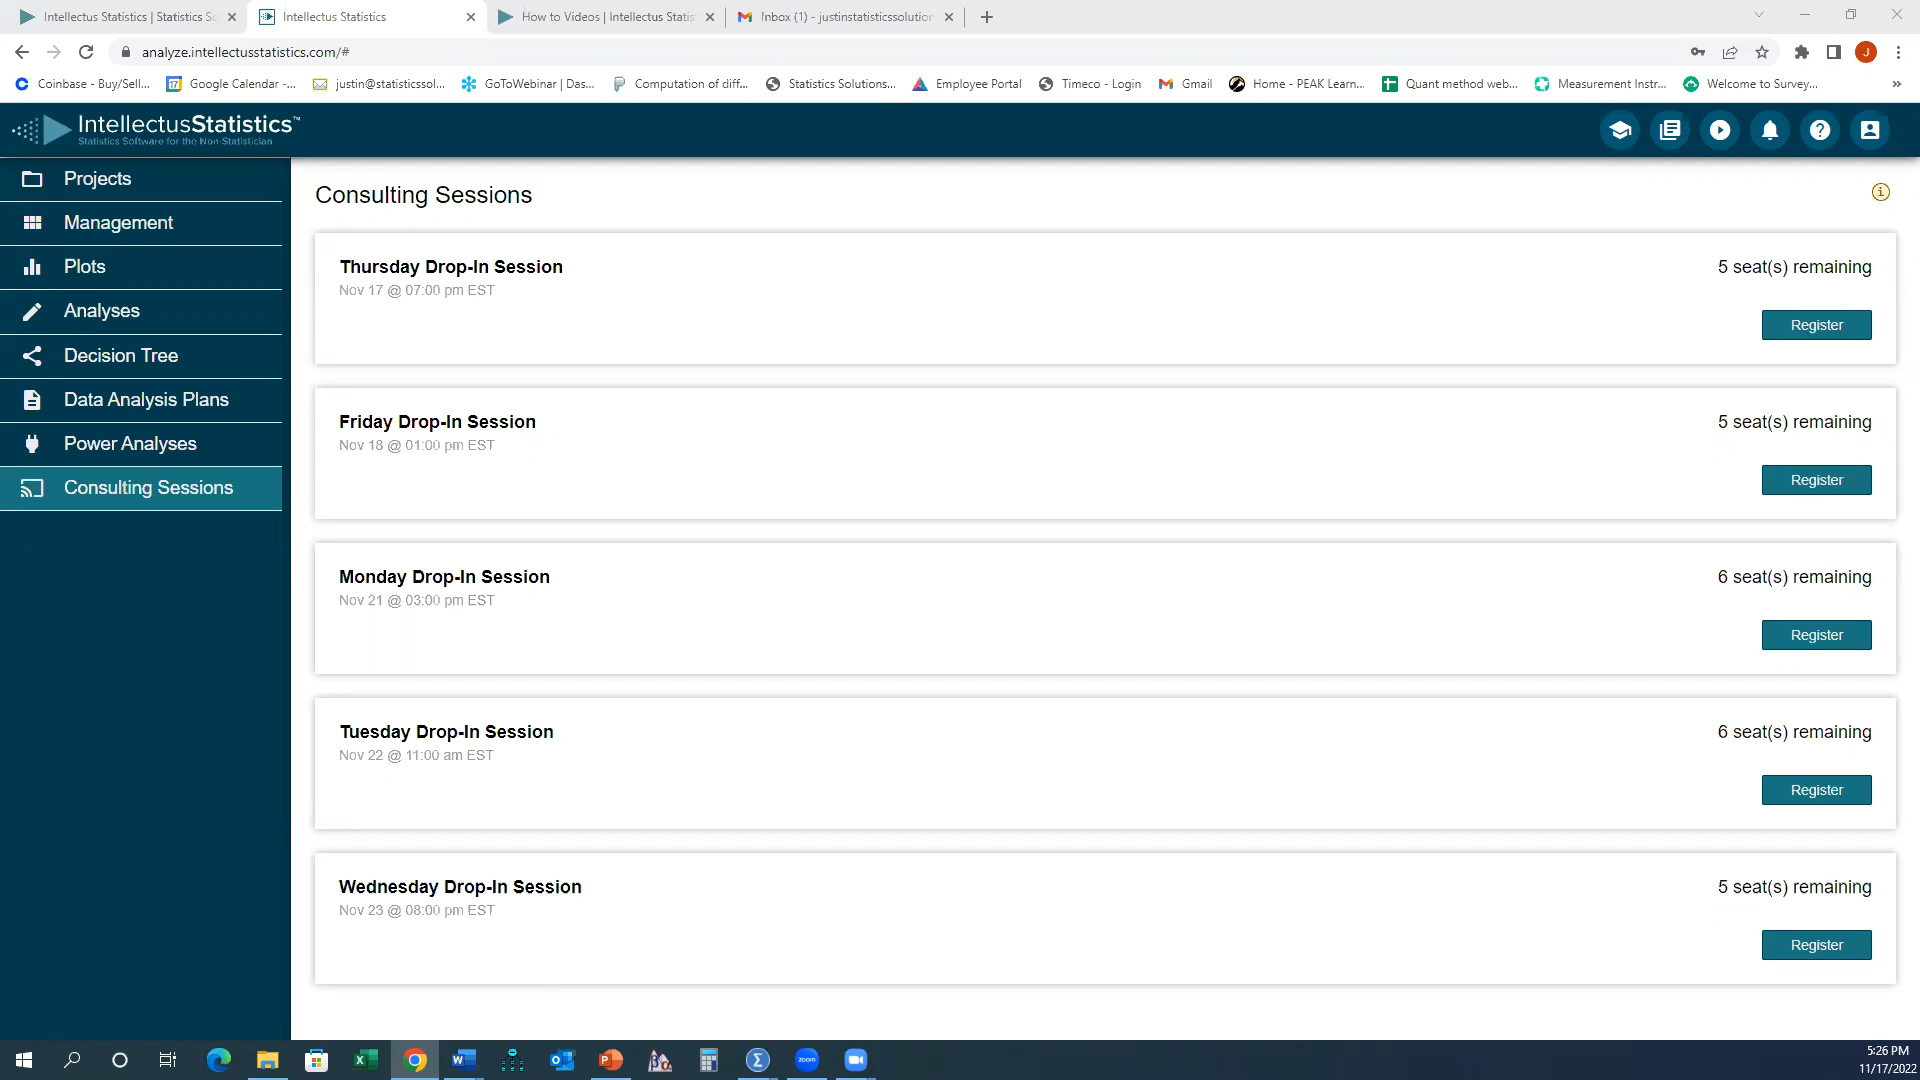 Intellectus Statistics | Statistics So
Intellectus Statistics
How to Videos | Intellectus Statis
Inbox (1) - justinstatisticssolution
analyze.intellectusstatistics.com/#
J
Coinbase - Buy/Sell...
Google Calendar -...
justin@statisticssol...
GoToWebinar | Das...
Computation of diff...
Statistics Solutions...
Employee Portal
Timeco - Login
Gmail
Home - PEAK Learn...
Quant method web...
Measurement Instr...
Welcome to Survey...
IntellectusStatistics™
Statistics Software for the Non-Statistician
Projects
Management
Plots
Analyses
Decision Tree
Data Analysis Plans
Power Analyses
Consulting Sessions
Consulting Sessions
Thursday Drop-In Session
Nov 17 @ 07:00 pm EST
5 seat(s) remaining
Register
Friday Drop-In Session
Nov 18 @ 01:00 pm EST
5 seat(s) remaining
Register
Monday Drop-In Session
Nov 21 @ 03:00 pm EST
6 seat(s) remaining
Register
Tuesday Drop-In Session
Nov 22 @ 11:00 am EST
6 seat(s) remaining
Register
Wednesday Drop-In Session
Nov 23 @ 08:00 pm EST
5 seat(s) remaining
Register
zoom
5:26 PM
11/17/2022